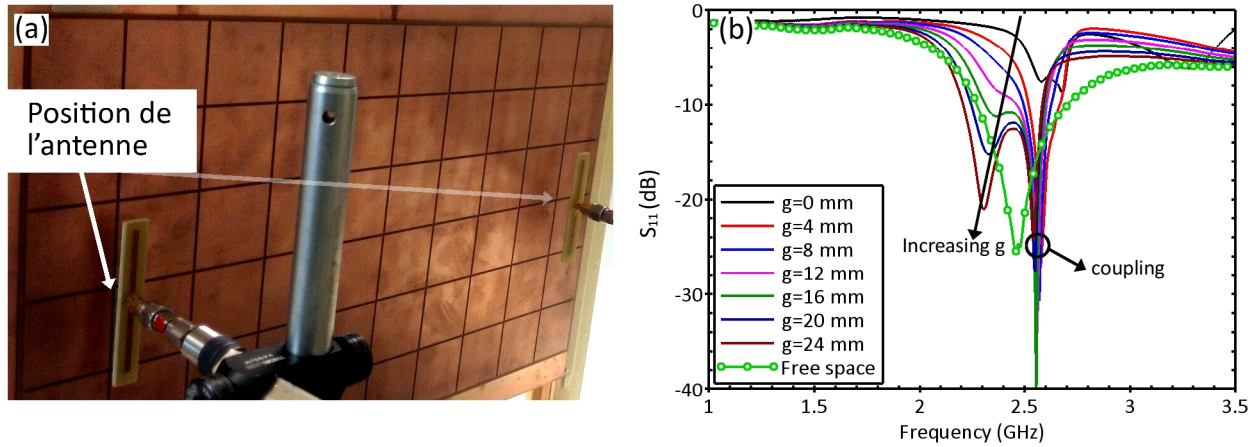 (a)
Position de
l'antenne
(b)
S11 (dB)
0
-10
-20
-30
-40
g=0 mm
g=4 mm
g=8 mm
g=12 mm
g=16 mm
g=20 mm
g=24 mm
Free space
Increasing g
coupling
1
1.5
2
2.5
3
3.5
Frequency (GHz)